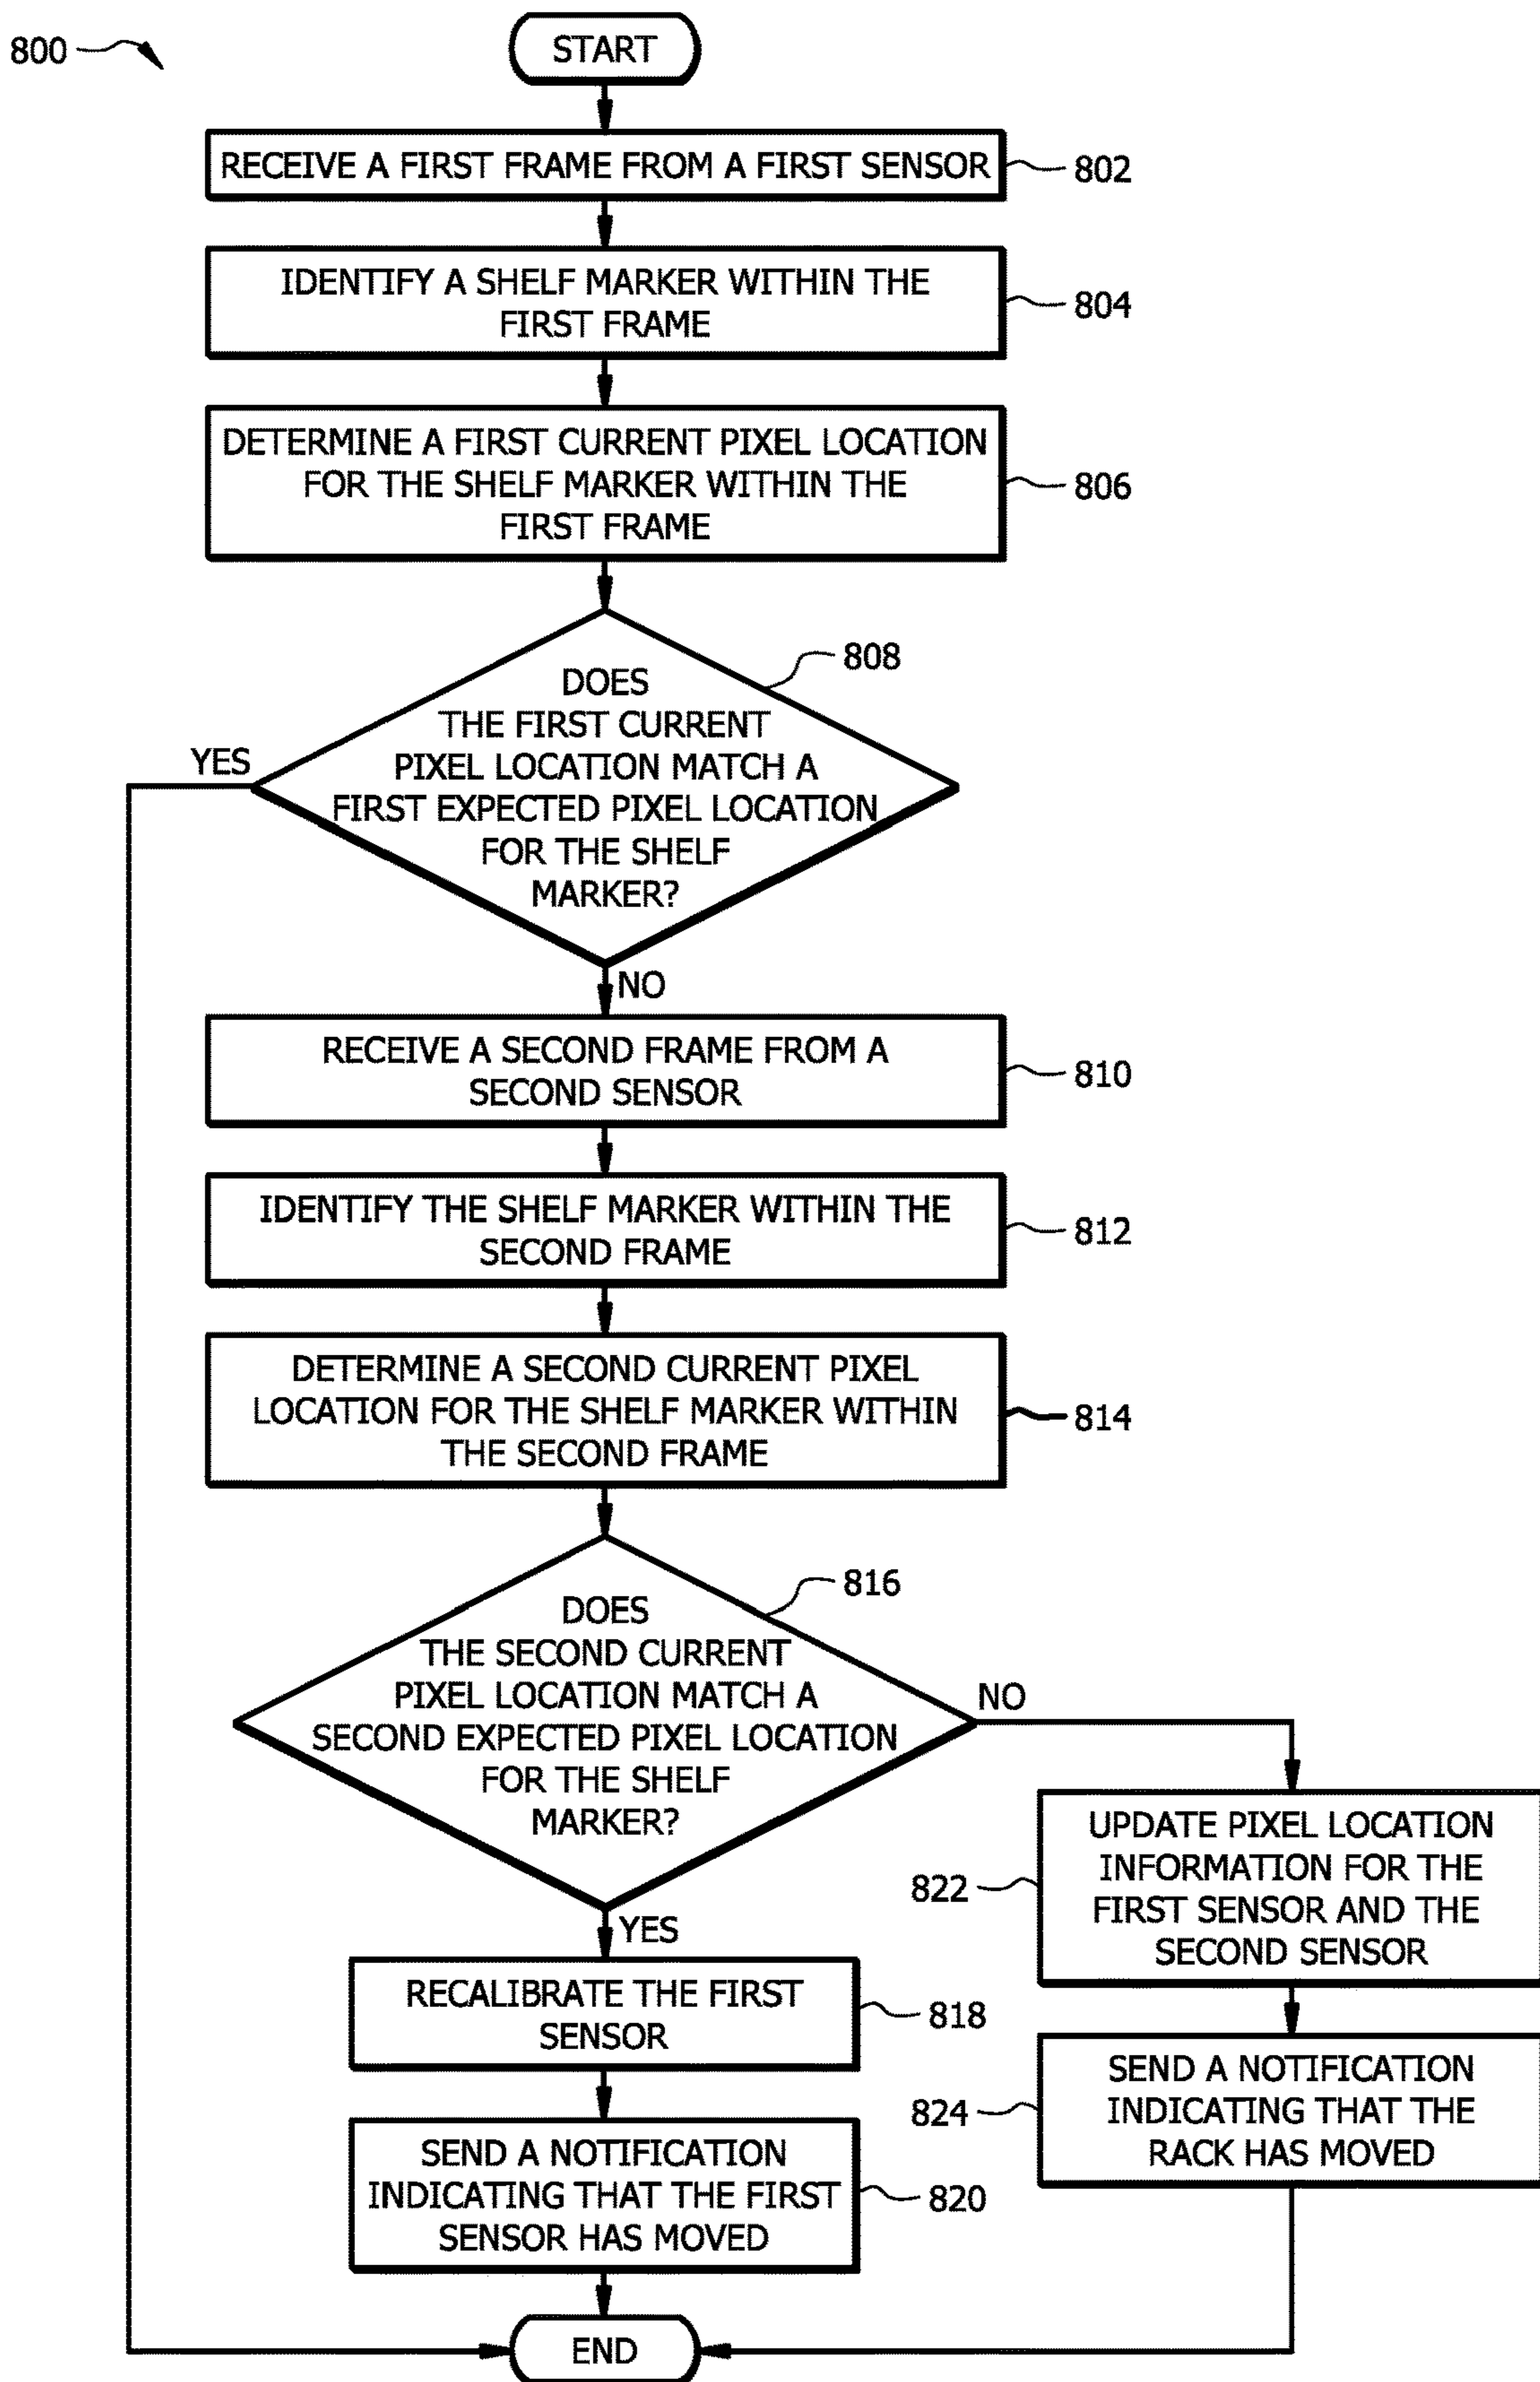 800
START
RECEIVE A FIRST FRAME FROM A FIRST SENSOR
802
IDENTIFY A SHELF MARKER WITHIN THE
FIRST FRAME
804
DETERMINE A FIRST CURRENT PIXEL LOCATION
FOR THE SHELF MARKER WITHIN THE
FIRST FRAME
806
808
DOES
THE FIRST CURRENT
PIXEL LOCATION MATCH A
FIRST EXPECTED PIXEL LOCATION
FOR THE SHELF
MARKER?
YES
NO
RECEIVE A SECOND FRAME FROM A
SECOND SENSOR
810
IDENTIFY THE SHELF MARKER WITHIN THE
SECOND FRAME
812
DETERMINE A SECOND CURRENT PIXEL
LOCATION FOR THE SHELF MARKER WITHIN
THE SECOND FRAME
814
816
DOES
THE SECOND CURRENT
PIXEL LOCATION MATCH A
SECOND EXPECTED PIXEL LOCATION
FOR THE SHELF
MARKER?
NO
YES
UPDATE PIXEL LOCATION
INFORMATION FOR THE
FIRST SENSOR AND THE
SECOND SENSOR
822
RECALIBRATE THE FIRST
SENSOR
818
SEND A NOTIFICATION
INDICATING THAT THE
RACK HAS MOVED
824
SEND A NOTIFICATION
INDICATING THAT THE FIRST
SENSOR HAS MOVED
820
END